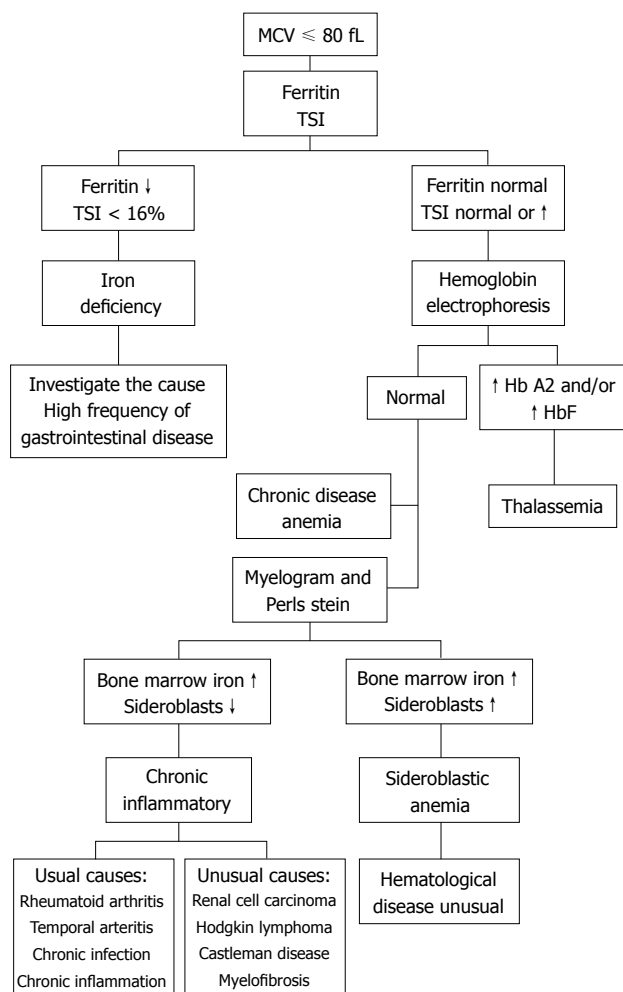 MCV ≤ 80 fL
Ferritin
TSI
Ferritin ↓
TSI < 16%
Ferritin normal
TSI normal or ↑
Iron
deficiency
Hemoglobin
electrophoresis
Investigate the cause
High frequency of
gastrointestinal disease
Normal
↑ Hb A2 and/or
↑ HbF
Chronic disease
anemia
Thalassemia
Myelogram and
Perls stein
Bone marrow iron ↑
Sideroblasts ↓
Bone marrow iron ↑
Sideroblasts ↑
Chronic
inflammatory
Sideroblastic
anemia
Usual causes:
Rheumatoid arthritis
Temporal arteritis
Chronic infection
Chronic inflammation
Unusual causes:
Renal cell carcinoma
Hodgkin lymphoma
Castleman disease
Myelofibrosis
Hematological
disease unusual